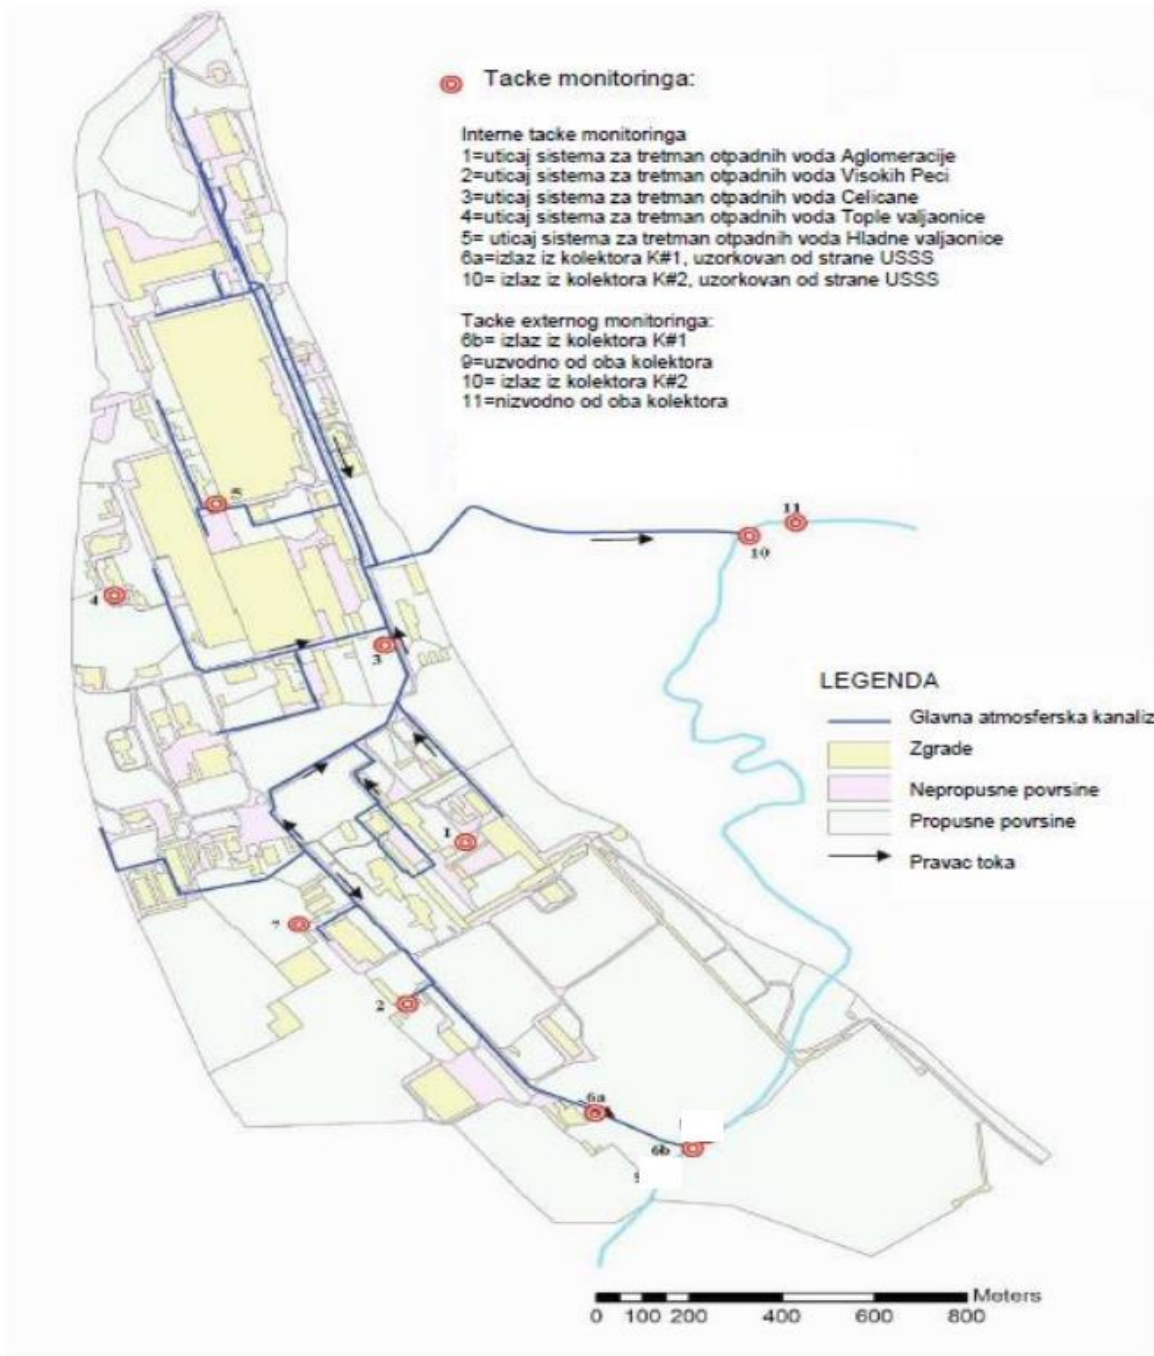 Tacke monitoringa:
Interne tacke monitoringa
1=uticaj sistema za tretman otpadnih voda Aglomeracije
2=uticaj sistema za tretman otpadnih voda Visokih Peci
3=uticaj sistema za tretman otpadnih voda Celicane
4=uticaj sistema za tretman otpadnih voda Tople valjaonice
5= uticaj sistema za tretman otpadnih voda Hladne valjaonice
6a=izlaz iz kolektora K#1, uzorkovan od strane USSS
10= izlaz iz kolektora K#2, uzorkovan od strane USSS
Tacke externog monitoringa:
6b= izlaz iz kolektora K#1
9=uzvodno od oba kolektora
10= izlaz iz kolektora K#2
11=nizvodno od oba kolektora
5
11
10
4
3
LEGENDA
Glavna atmosferska kanaliz
Zgrade
Nepropusne povrsine
Propusne povrsine
Pravac toka
1
7
2
6a
6b
Meters
0 100 200 400 600 800